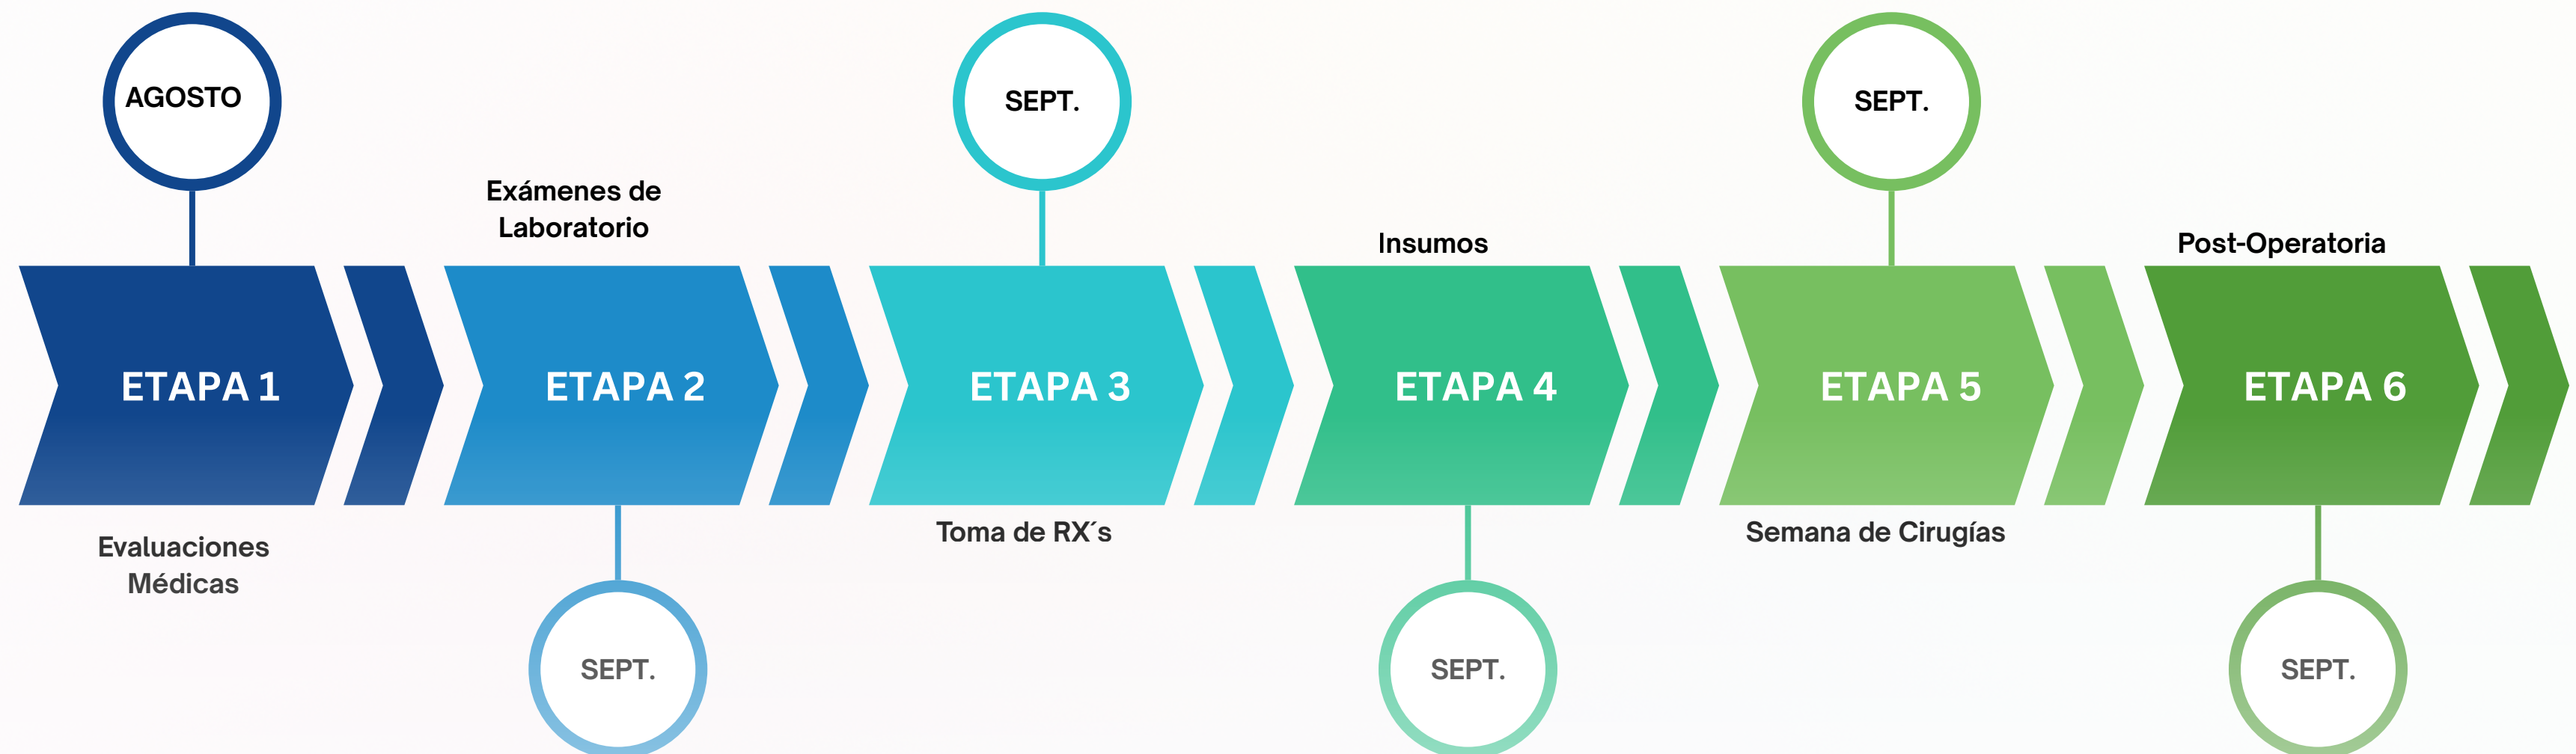 AGOSTO
SEPT.
SEPT.
Exámenes de
Laboratorio
Insumos
Post-Operatoria
ETAPA 1
ETAPA 2
ETAPA 3
ETAPA 4
ETAPA 5
ETAPA 6
Evaluaciones
Médicas
Toma de RX´s
Semana de Cirugías
SEPT.
SEPT.
SEPT.